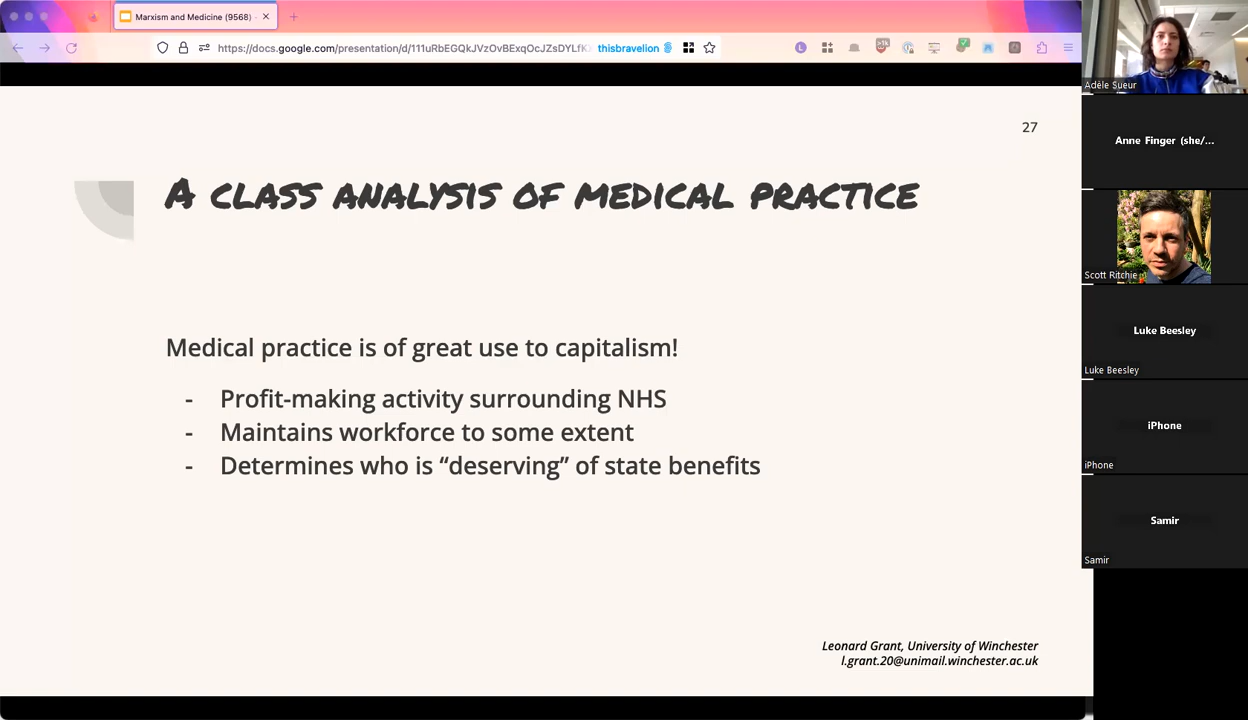 Marxism and Medicine (9568)
https://docs.google.com/presentation/d/111uRbEGQkJVzOvBExqOcJZsDYLfK
thisbravelion
27
A CLASS ANALYSIS OF MEDICAL PRACTICE
Medical practice is of great use to capitalism!
- Profit-making activity surrounding NHS
- Maintains workforce to some extent
- Determines who is “deserving” of state benefits
Leonard Grant, University of Winchester
l.grant.20@unimail.winchester.ac.uk
Adèle Sueur
Anne Finger (she/...
Scott Ritchie
Luke Beesley
Luke Beesley
iPhone
iPhone
Samir
Samir